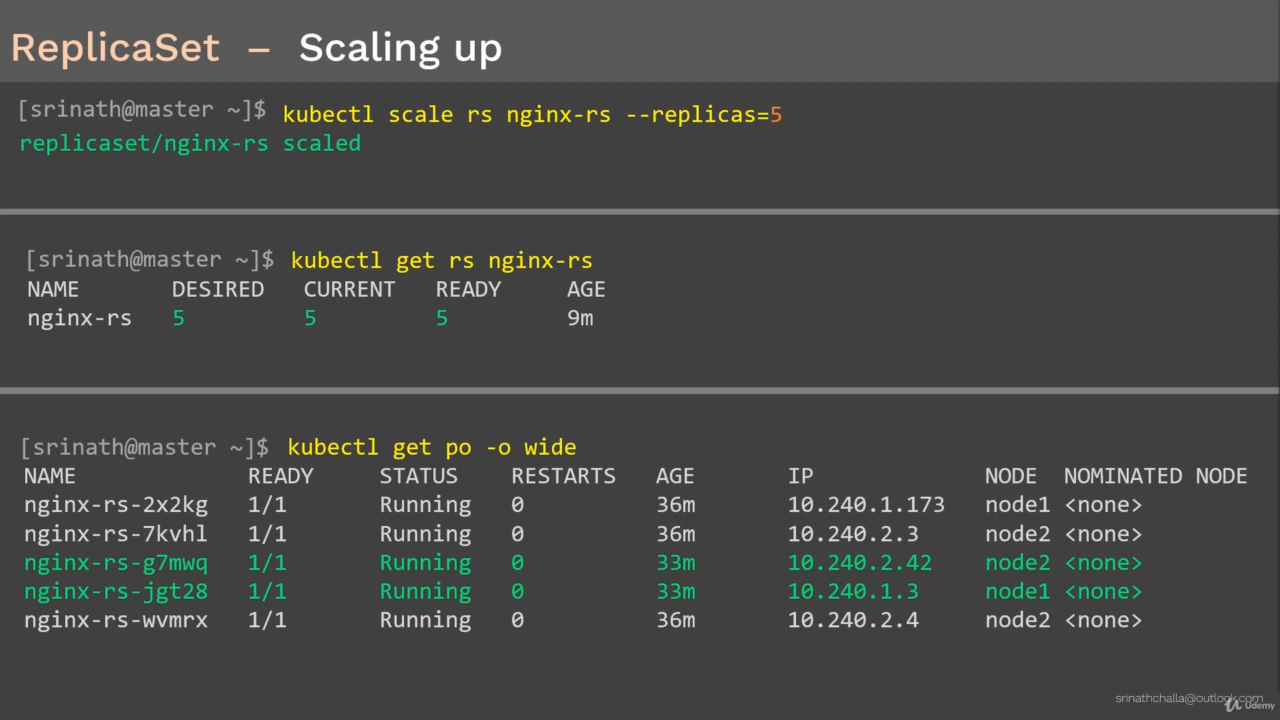 ReplicaSet – Scaling up
[srinath@master ~]$ kubectl scale rs nginx-rs --replicas=5
replicaset/nginx-rs scaled
[srinath@master ~]$ kubectl get rs nginx-rs
NAME DESIRED CURRENT READY AGE
nginx-rs 5 5 5 9m
[srinath@master ~]$ kubectl get po -o wide
NAME READY STATUS RESTARTS AGE IP NODE NOMINATED NODE
nginx-rs-2x2kg 1/1 Running 0 36m 10.240.1.173 node1 <none>
nginx-rs-7kvhl 1/1 Running 0 36m 10.240.2.3 node2 <none>
nginx-rs-g7mwq 1/1 Running 0 33m 10.240.2.42 node2 <none>
nginx-rs-jgt28 1/1 Running 0 33m 10.240.1.3 node1 <none>
nginx-rs-wvmrx 1/1 Running 0 36m 10.240.2.4 node2 <none>
srinathchalla@outlook.com
Udemy